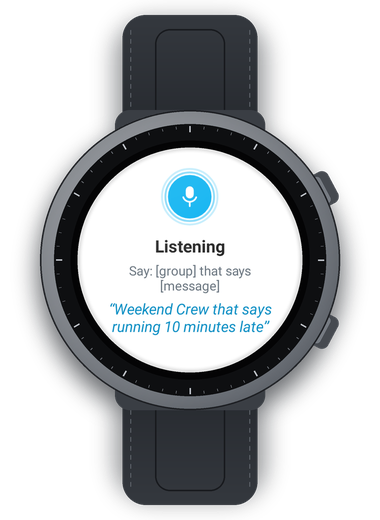 Listening
Say: [group] that says
[message]
“Weekend Crew that says
running 10 minutes late”